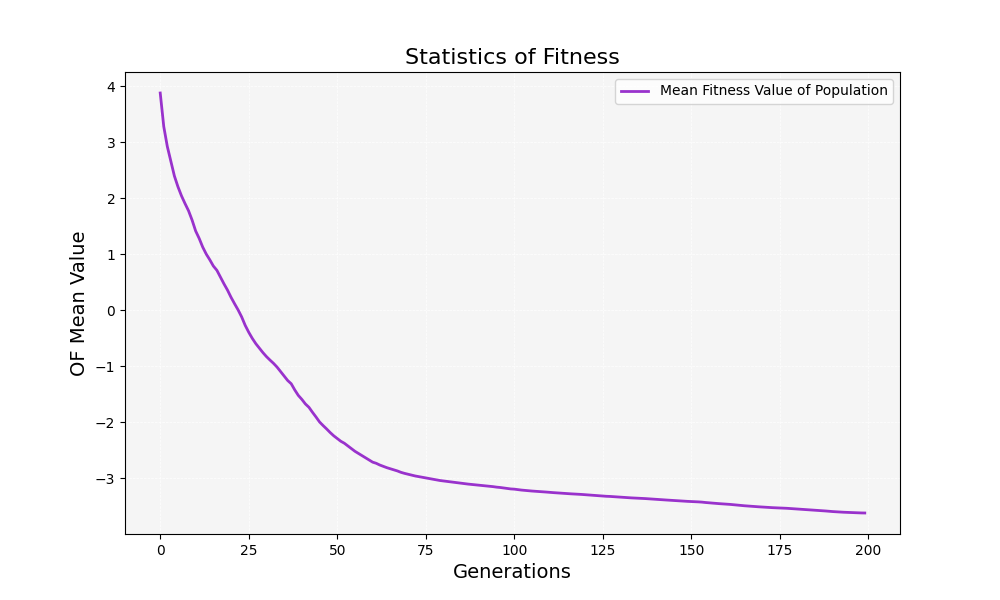 Statistics of Fitness
Mean Fitness Value of Population
OF Mean Value
4
3
2
1
0
−1
−2
−3
0 25 50 75 100 125 150 175 200
Generations